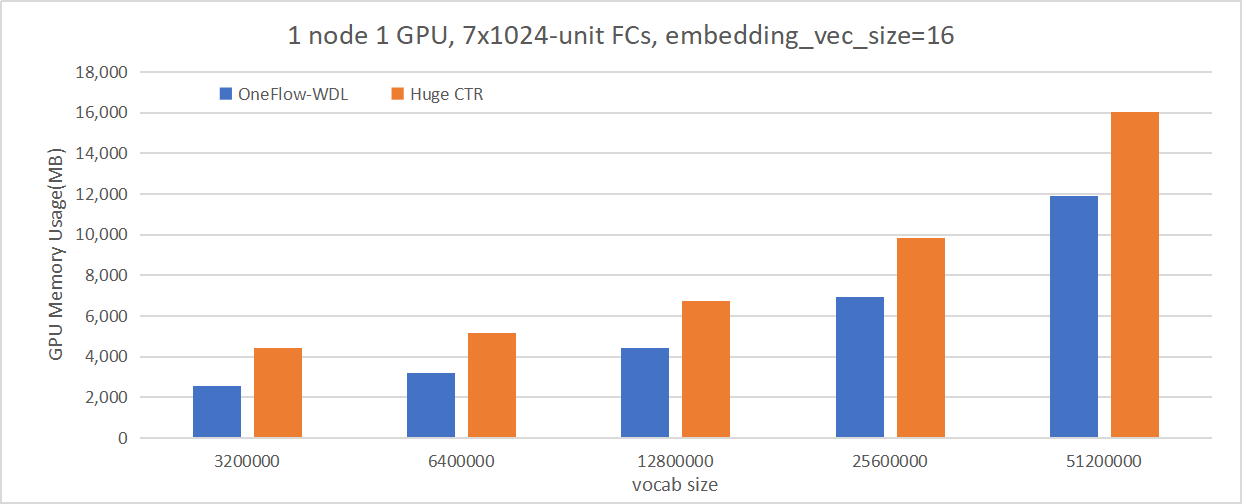 1 node 1 GPU, 7x1024-unit FCs, embedding_vec_size=16
OneFlow-WDL Huge CTR
GPU Memory Usage(MB)
18,000
16,000
14,000
12,000
10,000
8,000
6,000
4,000
2,000
0
3200000 6400000 12800000 25600000 51200000
vocab size